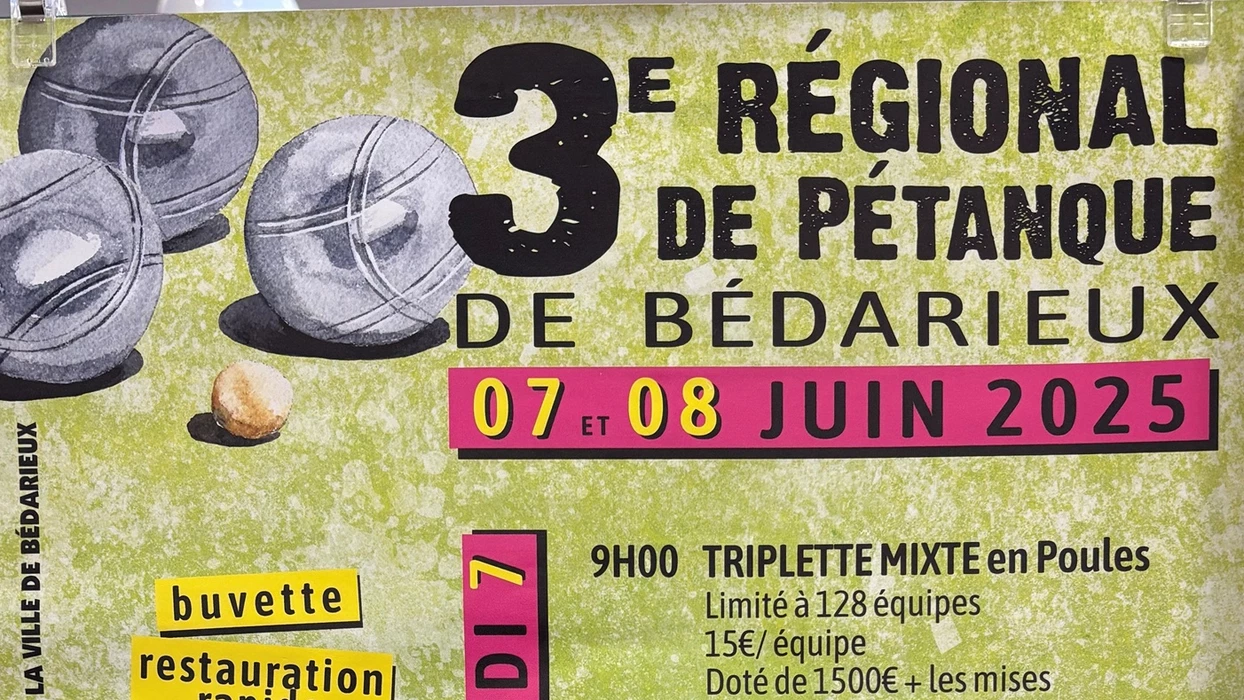 3E RÉGIONAL
DE PÉTANQUE
DE BÉDARIEUX
07 ET 08 JUIN 2025
LA VILLE DE BÉDARIEUX
buvette
restauration
DI 7
9H00 TRIPLETTE MIXTE en Poules
Limité à 128 équipes
15€/ équipe
Doté de 1500€ + les mises